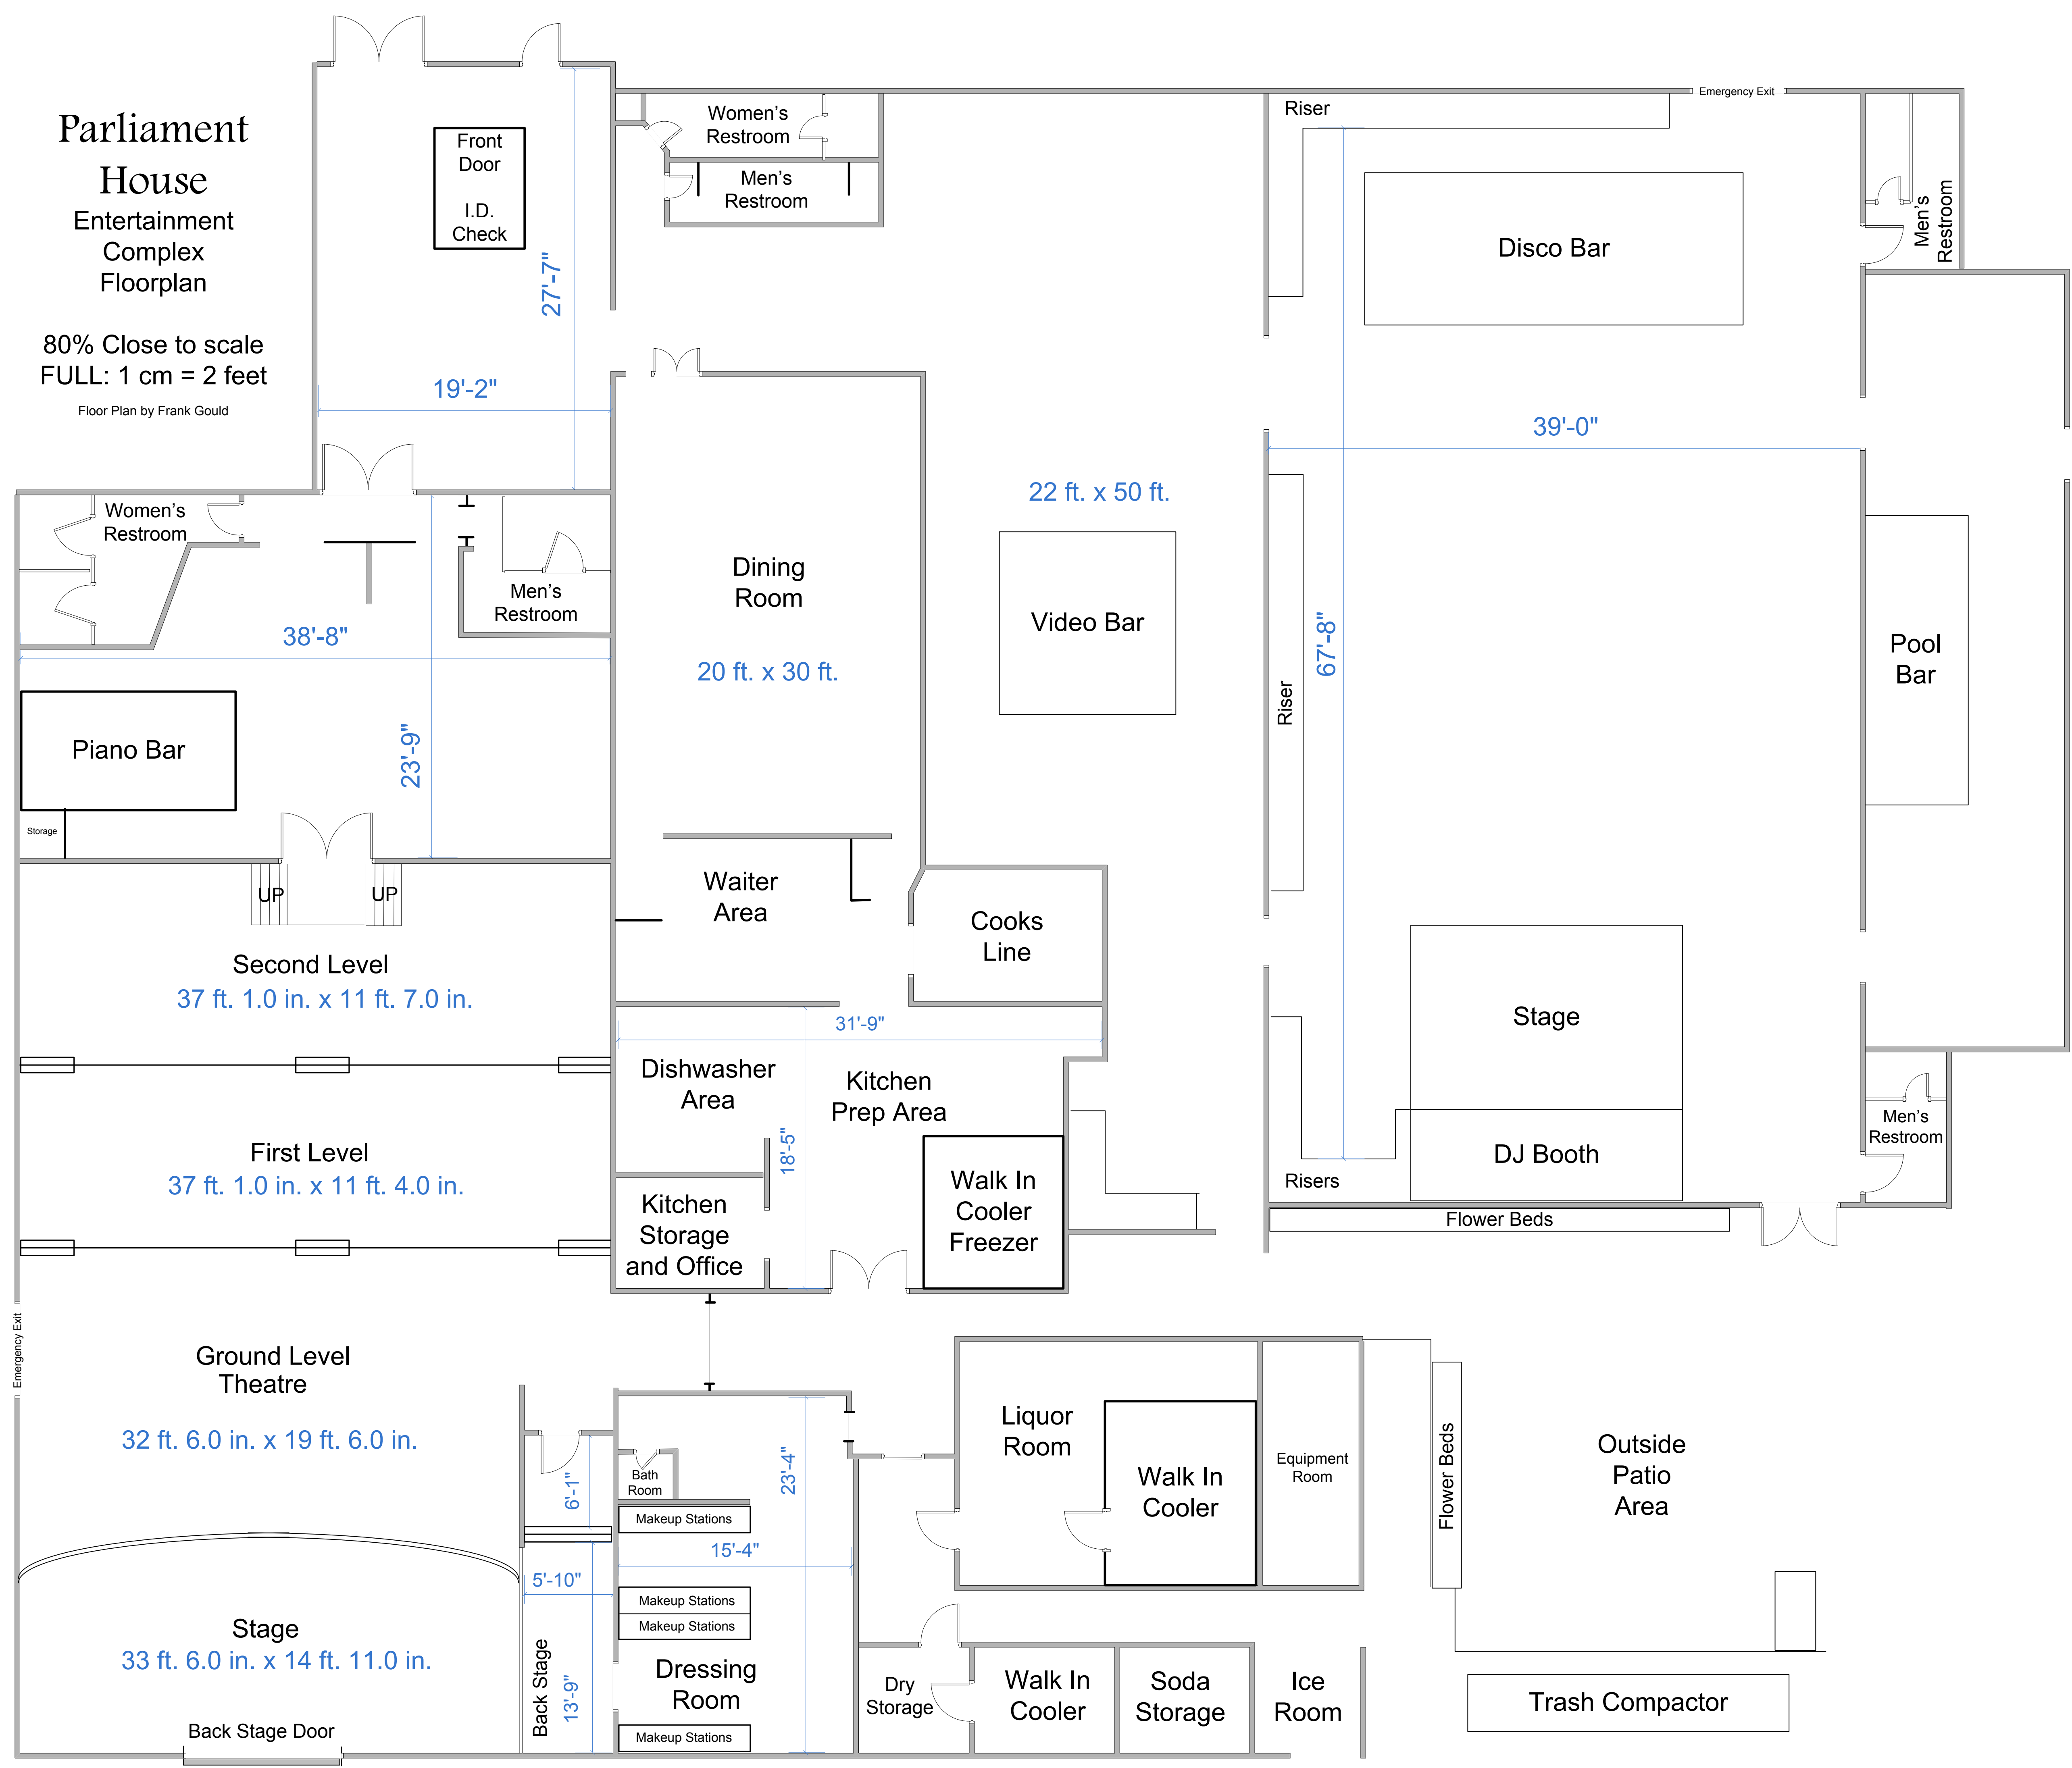 Parliament
House
Entertainment
Complex
Floorplan
80% Close to scale
FULL: 1 cm = 2 feet
Floor Plan by Frank Gould
Front
Door
I.D.
Check
27'-7"
19'-2"
Women's
Restroom
Men's
Restroom
Riser
Emergency Exit
Disco Bar
Men's
Restroom
39'-0"
22 ft. x 50 ft.
Video Bar
Riser
67'-8"
Pool
Bar
Women's
Restroom
Men's
Restroom
38'-8"
23'-9"
Piano Bar
Storage
Dining
Room
20 ft. x 30 ft.
UP
UP
Waiter
Area
Cooks
Line
Second Level
37 ft. 1.0 in. x 11 ft. 7.0 in.
31'-9"
Dishwasher
Area
Kitchen
Prep Area
18'-5"
First Level
37 ft. 1.0 in. x 11 ft. 4.0 in.
Kitchen
Storage
and Office
Walk In
Cooler
Freezer
Stage
DJ Booth
Risers
Men's
Restroom
Flower Beds
Emergency Exit
Ground Level
Theatre
32 ft. 6.0 in. x 19 ft. 6.0 in.
6'-1"
Bath
Room
23'-4"
Makeup Stations
15'-4"
5'-10"
Makeup Stations
Makeup Stations
Stage
33 ft. 6.0 in. x 14 ft. 11.0 in.
Back Stage
13'-9"
Dressing
Room
Makeup Stations
Back Stage Door
Liquor
Room
Walk In
Cooler
Equipment
Room
Flower Beds
Outside
Patio
Area
Dry
Storage
Walk In
Cooler
Soda
Storage
Ice
Room
Trash Compactor